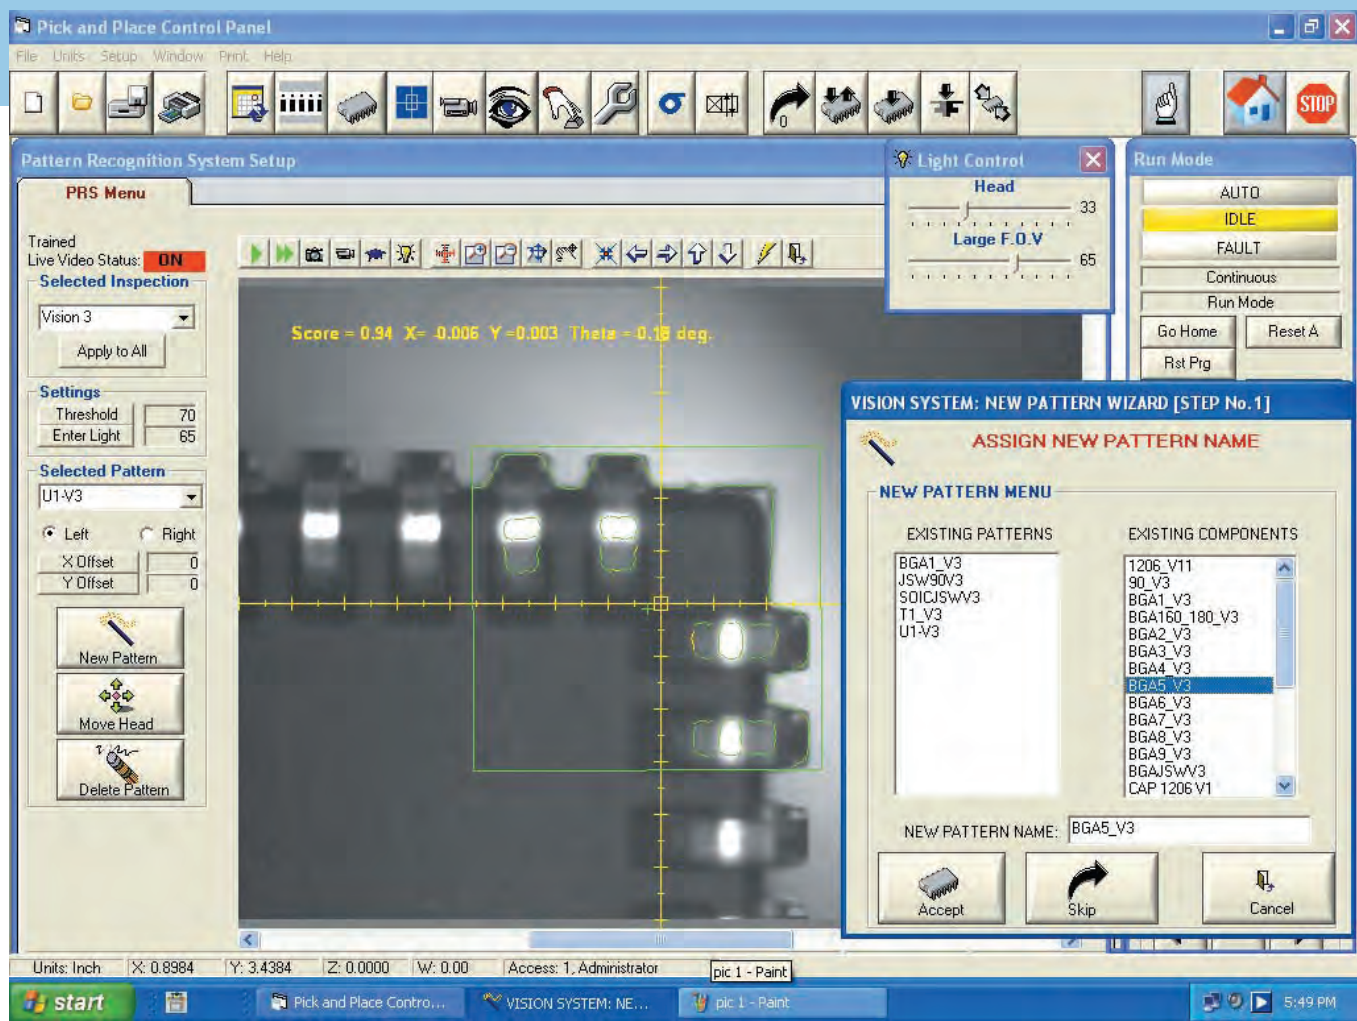 Pick and Place Control Panel
File Units Setup Window Print Help
0
STOP
Pattern Recognition System Setup
PRS Menu
Trained
Live Video Status: ON
Selected Inspection
Vision 3
Apply to All
Settings
Threshold 70
Enter Light 65
Selected Pattern
U1-V3
Left Right
X Offset 0
Y Offset 0
New Pattern
Move Head
Delete Pattern
Score = 0.94 X= -0.006 Y =0.003 Theta = 0.15 deg.
Light Control
Head
33
Large F.O.V
65
Run Mode
AUTO
IDLE
FAULT
Continuous
Run Mode
Go Home Reset A
Rst Prg
VISION SYSTEM: NEW PATTERN WIZARD [STEP No.1]
ASSIGN NEW PATTERN NAME
NEW PATTERN MENU
EXISTING PATTERNS
BGA1_V3
JSW90V3
SOICJSWV3
T1_V3
U1-V3
EXISTING COMPONENTS
1206_V11
90_V3
BGA1_V3
BGA160_180_V3
BGA2_V3
BGA3_V3
BGA4_V3
BGA5_V3
BGA6_V3
BGA7_V3
BGA8_V3
BGA9_V3
BGAJSWV3
CAP 1206 V1
NEW PATTERN NAME: BGA5_V3
Accept Skip Cancel
Units: Inch X: 0.8984 Y: 3.4384 Z: 0.0000 W: 0.00 Access: 1, Administrator
pic 1 - Paint
start Pick and Place Contro... VISION SYSTEM: NE... pic 1 - Paint 5:49 PM